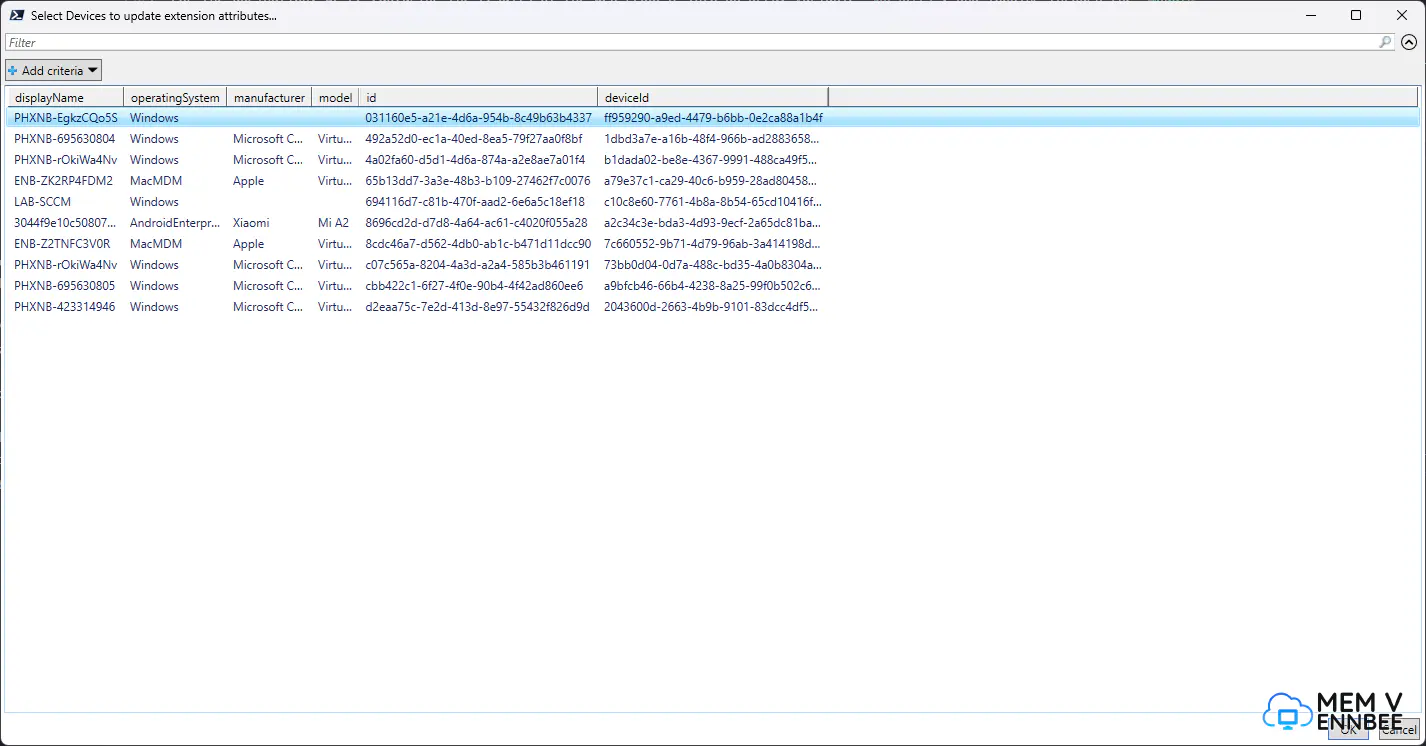 Select Devices to update extension attributes...
Filter
Add criteria
displayName operatingSystem manufacturer model id deviceId
PHXNB-EgkzCQo5S Windows 031160e5-a21e-4d6a-954b-8c49b63b4337 ff959290-a9ed-4479-b6bb-0e2ca88a1b4f
PHXNB-695630804 Windows Microsoft C... Virtu... 492a52d0-ec1a-40ed-8ea5-79f27aa0f8bf 1dbd3a7e-a16b-48f4-966b-ad2883658...
PHXNB-rOkiWa4Nv Windows Microsoft C... Virtu... 4a02fa60-d5d1-4d6a-874a-a2e8ae7a01f4 b1dada02-be8e-4367-9991-488ca49f5...
ENB-ZK2RP4FDM2 MacMDM Apple Virtu... 65b13dd7-3a3e-48b3-b109-27462f7c0076 a79e37c1-ca29-40c6-b959-28ad80458...
LAB-SCCM Windows 694116d7-c81b-470f-aad2-6e6a5c18ef18 c10c8e60-7761-4b8a-8b54-65cd10416f...
3044f9e10c50807... AndroidEnterpr... Xiaomi Mi A2 8696cd2d-d7d8-4a64-ac61-c4020f055a28 a2c34c3e-bda3-4d93-9ecf-2a65dc81ba...
ENB-Z2TNFC3V0R MacMDM Apple Virtu... 8cdc46a7-d562-4db0-ab1c-b471d11dcc90 7c660552-9b71-4d79-96ab-3a414198d...
PHXNB-rOkiWa4Nv Windows Microsoft C... Virtu... c07c565a-8204-4a3d-a2a4-585b3b461191 73bb0d04-0d7a-488c-bd35-4a0b8304a...
PHXNB-695630805 Windows Microsoft C... Virtu... cbb422c1-6f27-4f0e-90b4-4f42ad860ee6 a9bfcb46-66b4-4238-8a25-99f0b502c6...
PHXNB-423314946 Windows Microsoft C... Virtu... d2eaa75c-7e2d-413d-8e97-55432f826d9d 2043600d-2663-4b9b-9101-83dcc4df5...
MEM V
ENNBEE
OK Cancel